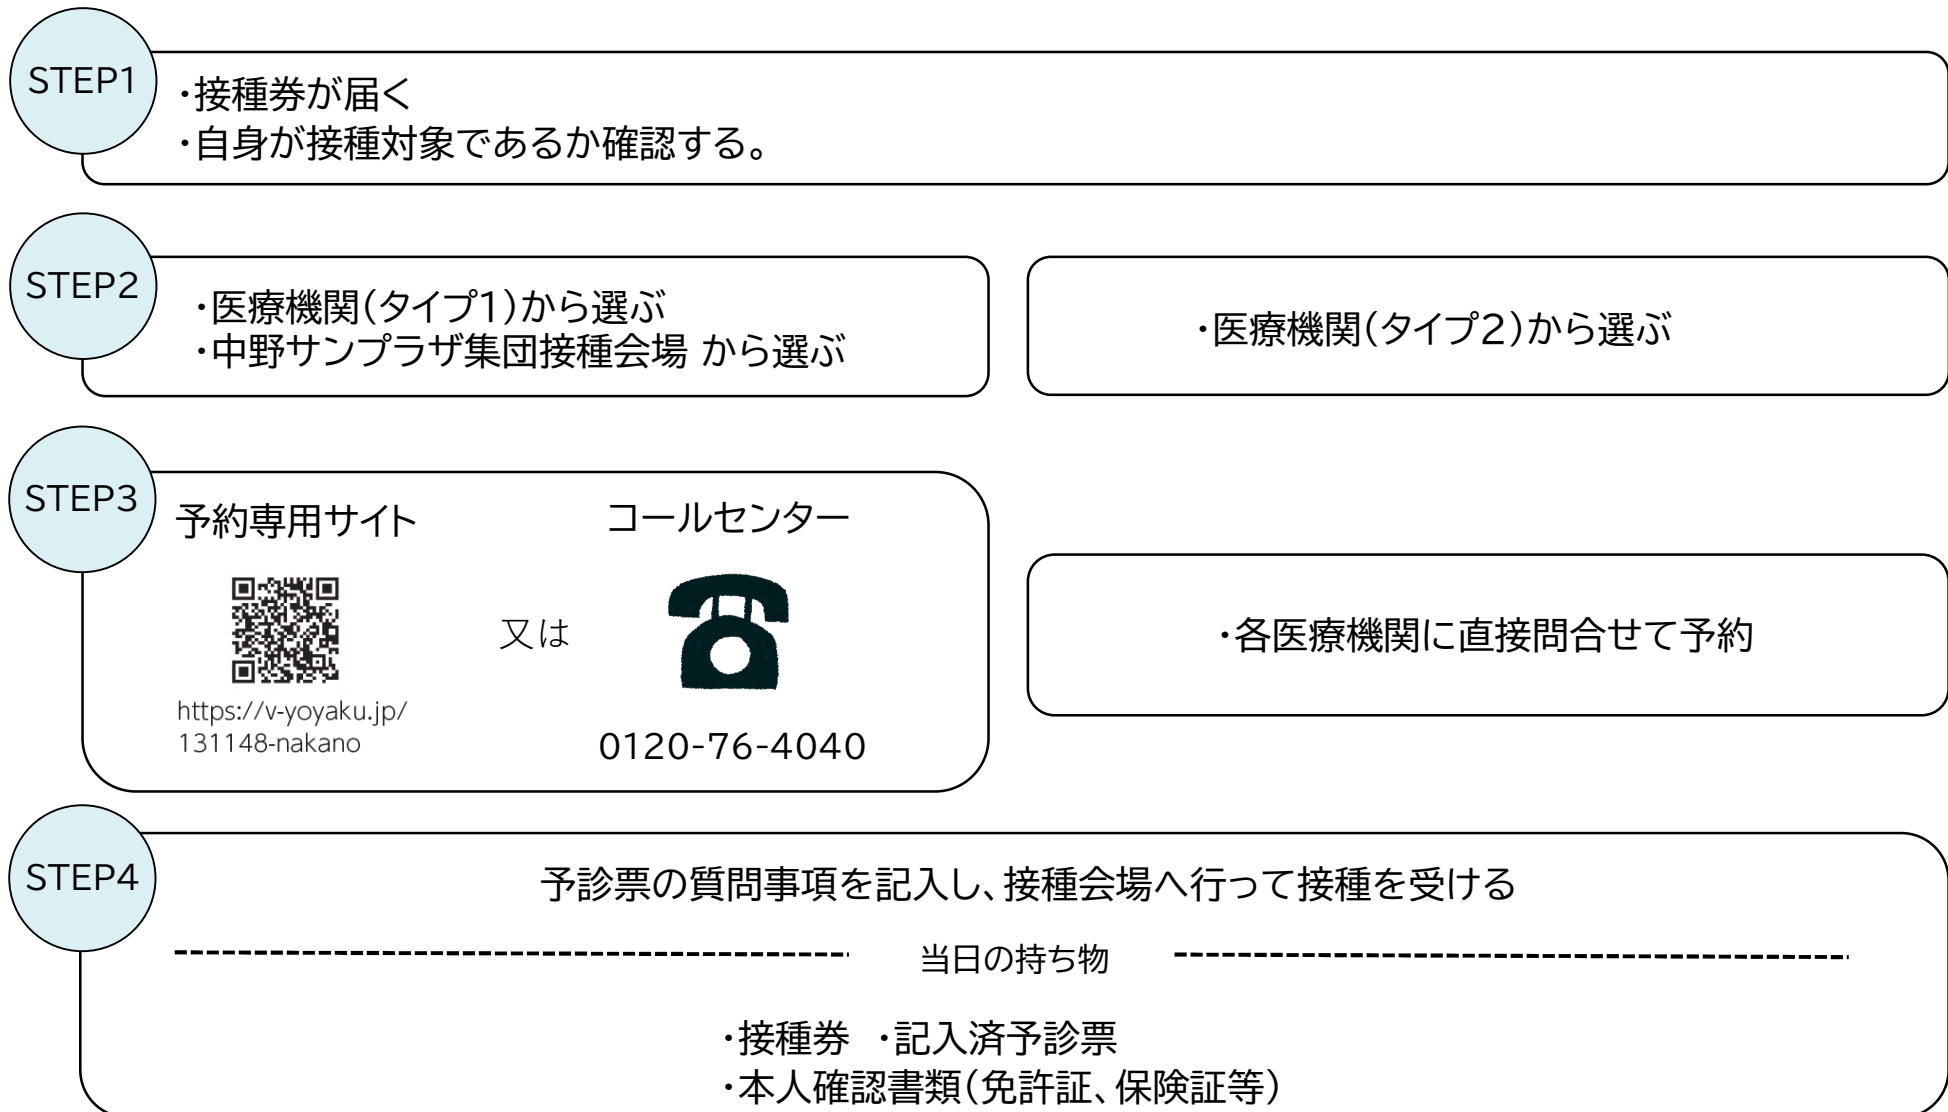 STEP1
・接種券が届く
・自身が接種対象であるか確認する。
STEP2
・医療機関(タイプ1)から選ぶ
・中野サンプラザ集団接種会場 から選ぶ
・医療機関(タイプ2)から選ぶ
STEP3
予約専用サイト
https://v-yoyaku.jp/
131148-nakano
又は
コールセンター
0120-76-4040
・各医療機関に直接問合せて予約
STEP4
予診票の質問事項を記入し、接種会場へ行って接種を受ける
当日の持ち物
・接種券 ・記入済予診票
・本人確認書類(免許証、保険証等)